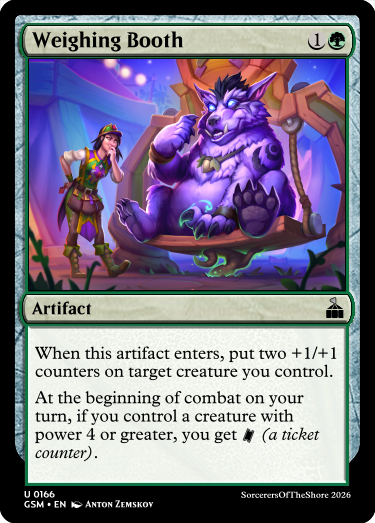 Weighing Booth 1
Artifact
When this artifact enters, put two +1/+1
counters on target creature you control.
At the beginning of combat on your
turn, if you control a creature with
power 4 or greater, you get (a ticket
counter).
U 0166
GSM • EN Anton Zemskov
SorcerersOfTheShore 2026